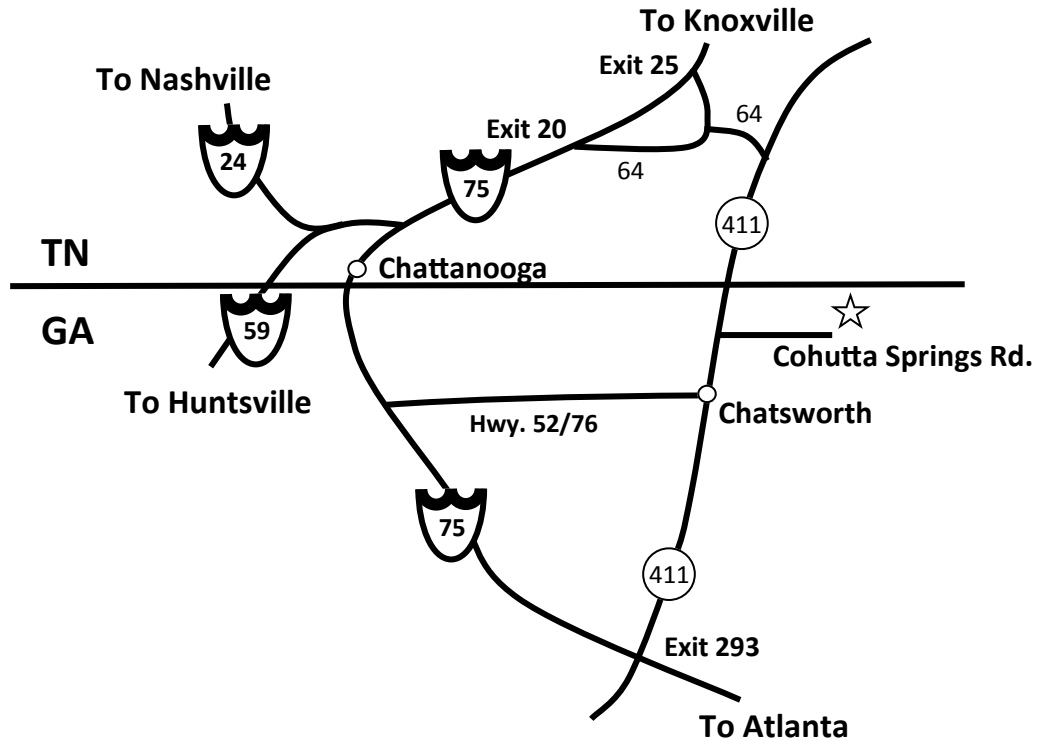 To Knoxville
Exit 25
To Nashville
64
Exit 20
24
75
64
411
TN
Chattanooga
GA
59
Cohutta Springs Rd.
To Huntsville
Chatsworth
Hwy. 52/76
75
411
Exit 293
To Atlanta